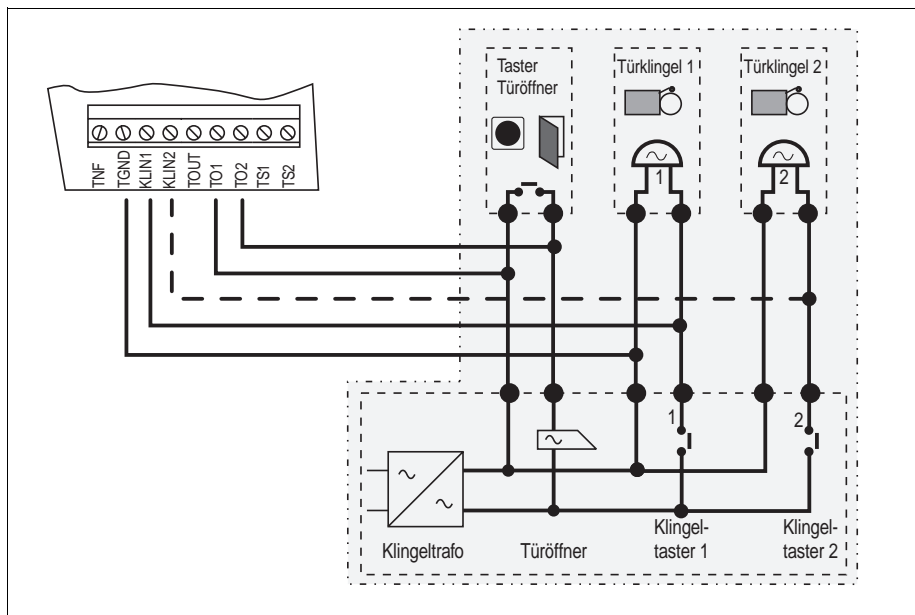 Taster
Türöffner
Türklingel 1
Türklingel 2
1
2
TNF
TGND
KLIN1
KLIN2
TOUT
TO1
TO2
TS1
TS2
1
2
Klingeltrafo
Türöffner
Klingel-
taster 1
Klingel-
taster 2